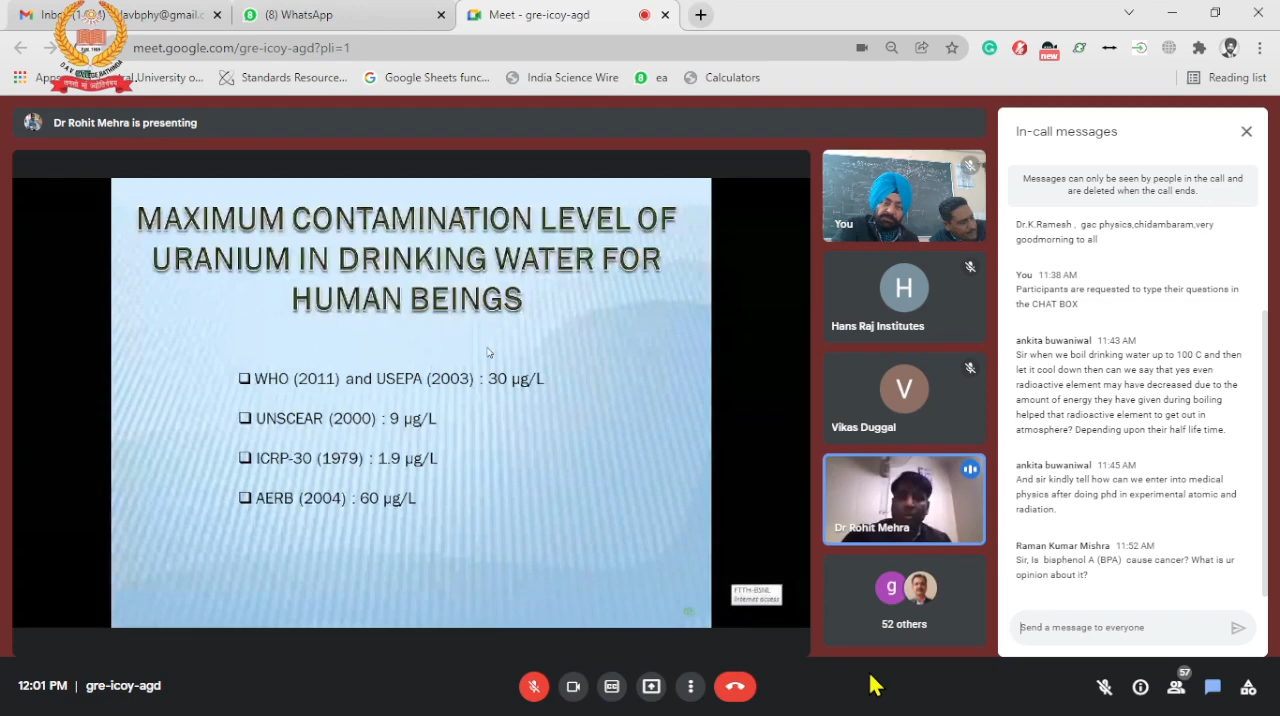 davbphy@gmail.c
(8) WhatsApp
Meet - gre-icoy-agd
meet.google.com/gre-icoy-agd?pli=1
new
University o...
Standards Resource...
Google Sheets func...
India Science Wire
ea
Calculators
Reading list
Dr Rohit Mehra is presenting
MAXIMUM CONTAMINATION LEVEL OF
URANIUM IN DRINKING WATER FOR
HUMAN BEINGS
WHO (2011) and USEPA (2003) : 30 µg/L
UNSCEAR (2000) : 9 µg/L
ICRP-30 (1979) : 1.9 µg/L
AERB (2004) : 60 µg/L
FTTH-BSNL
Internet access
You
H
Hans Raj Institutes
V
Vikas Duggal
Dr Rohit Mehra
g
52 others
In-call messages
Messages can only be seen by people in the call and
are deleted when the call ends.
Dr.K.Ramesh , gac physics,chidambaram,very
goodmorning to all
You 11:38 AM
Participants are requested to type their questions in
the CHAT BOX
ankita buwaniwal 11:43 AM
Sir when we boil drinking water up to 100 C and then
let it cool down then can we say that yes even
radioactive element may have decreased due to the
amount of energy they have given during boiling
helped that radioactive element to get out in
atmosphere? Depending upon their half life time.
ankita buwaniwal 11:45 AM
And sir kindly tell how can we enter into medical
physics after doing phd in experimental atomic and
radiation.
Raman Kumar Mishra 11:52 AM
Sir, Is bisphenol A (BPA) cause cancer? What is ur
opinion about it?
Send a message to everyone
12:01 PM | gre-icoy-agd
57